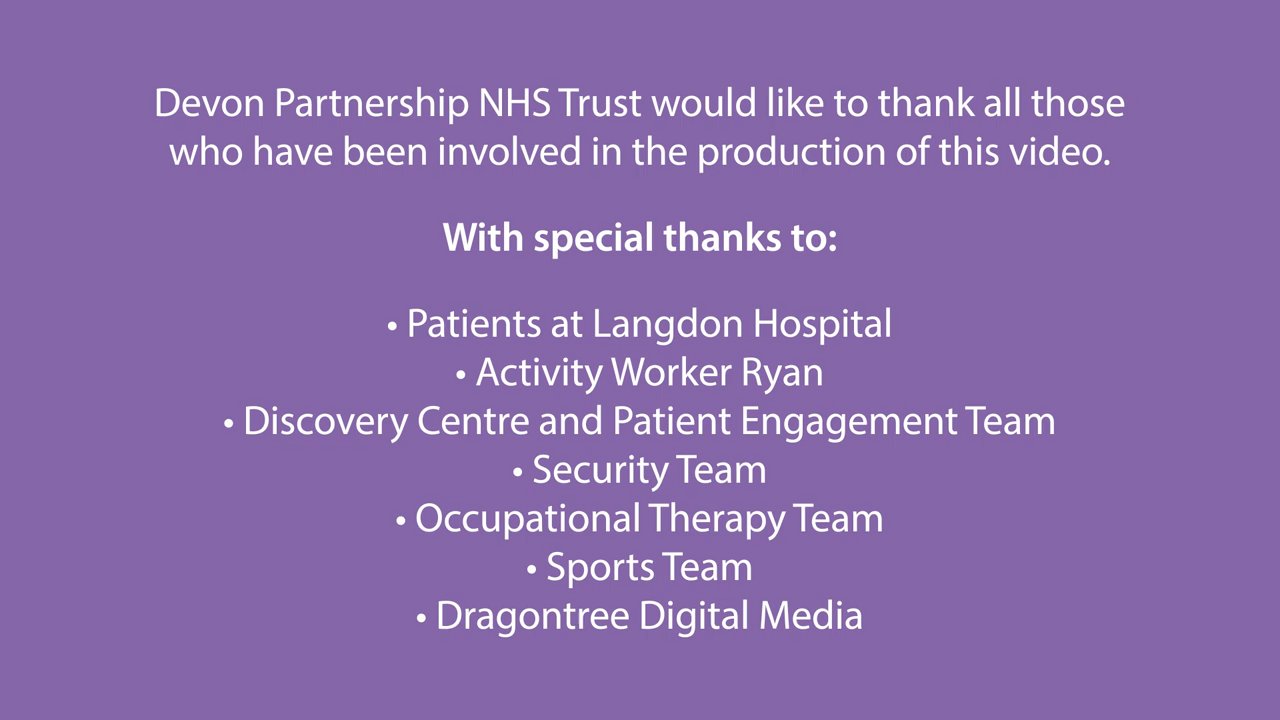 Devon Partnership NHS Trust would like to thank all those
who have been involved in the production of this video.
With special thanks to:
• Patients at Langdon Hospital
• Activity Worker Ryan
• Discovery Centre and Patient Engagement Team
• Security Team
• Occupational Therapy Team
• Sports Team
• Dragontree Digital Media